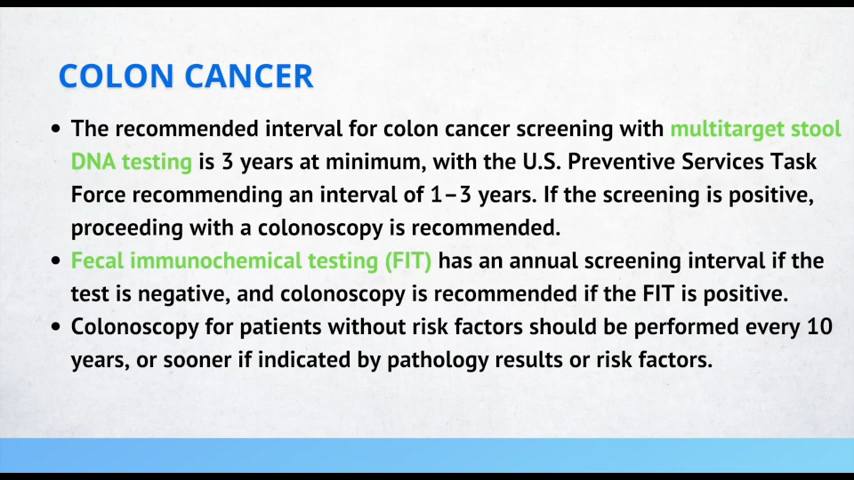 COLON CANCER
• The recommended interval for colon cancer screening with multitarget stool
DNA testing is 3 years at minimum, with the U.S. Preventive Services Task
Force recommending an interval of 1–3 years. If the screening is positive,
proceeding with a colonoscopy is recommended.
• Fecal immunochemical testing (FIT) has an annual screening interval if the
test is negative, and colonoscopy is recommended if the FIT is positive.
• Colonoscopy for patients without risk factors should be performed every 10
years, or sooner if indicated by pathology results or risk factors.